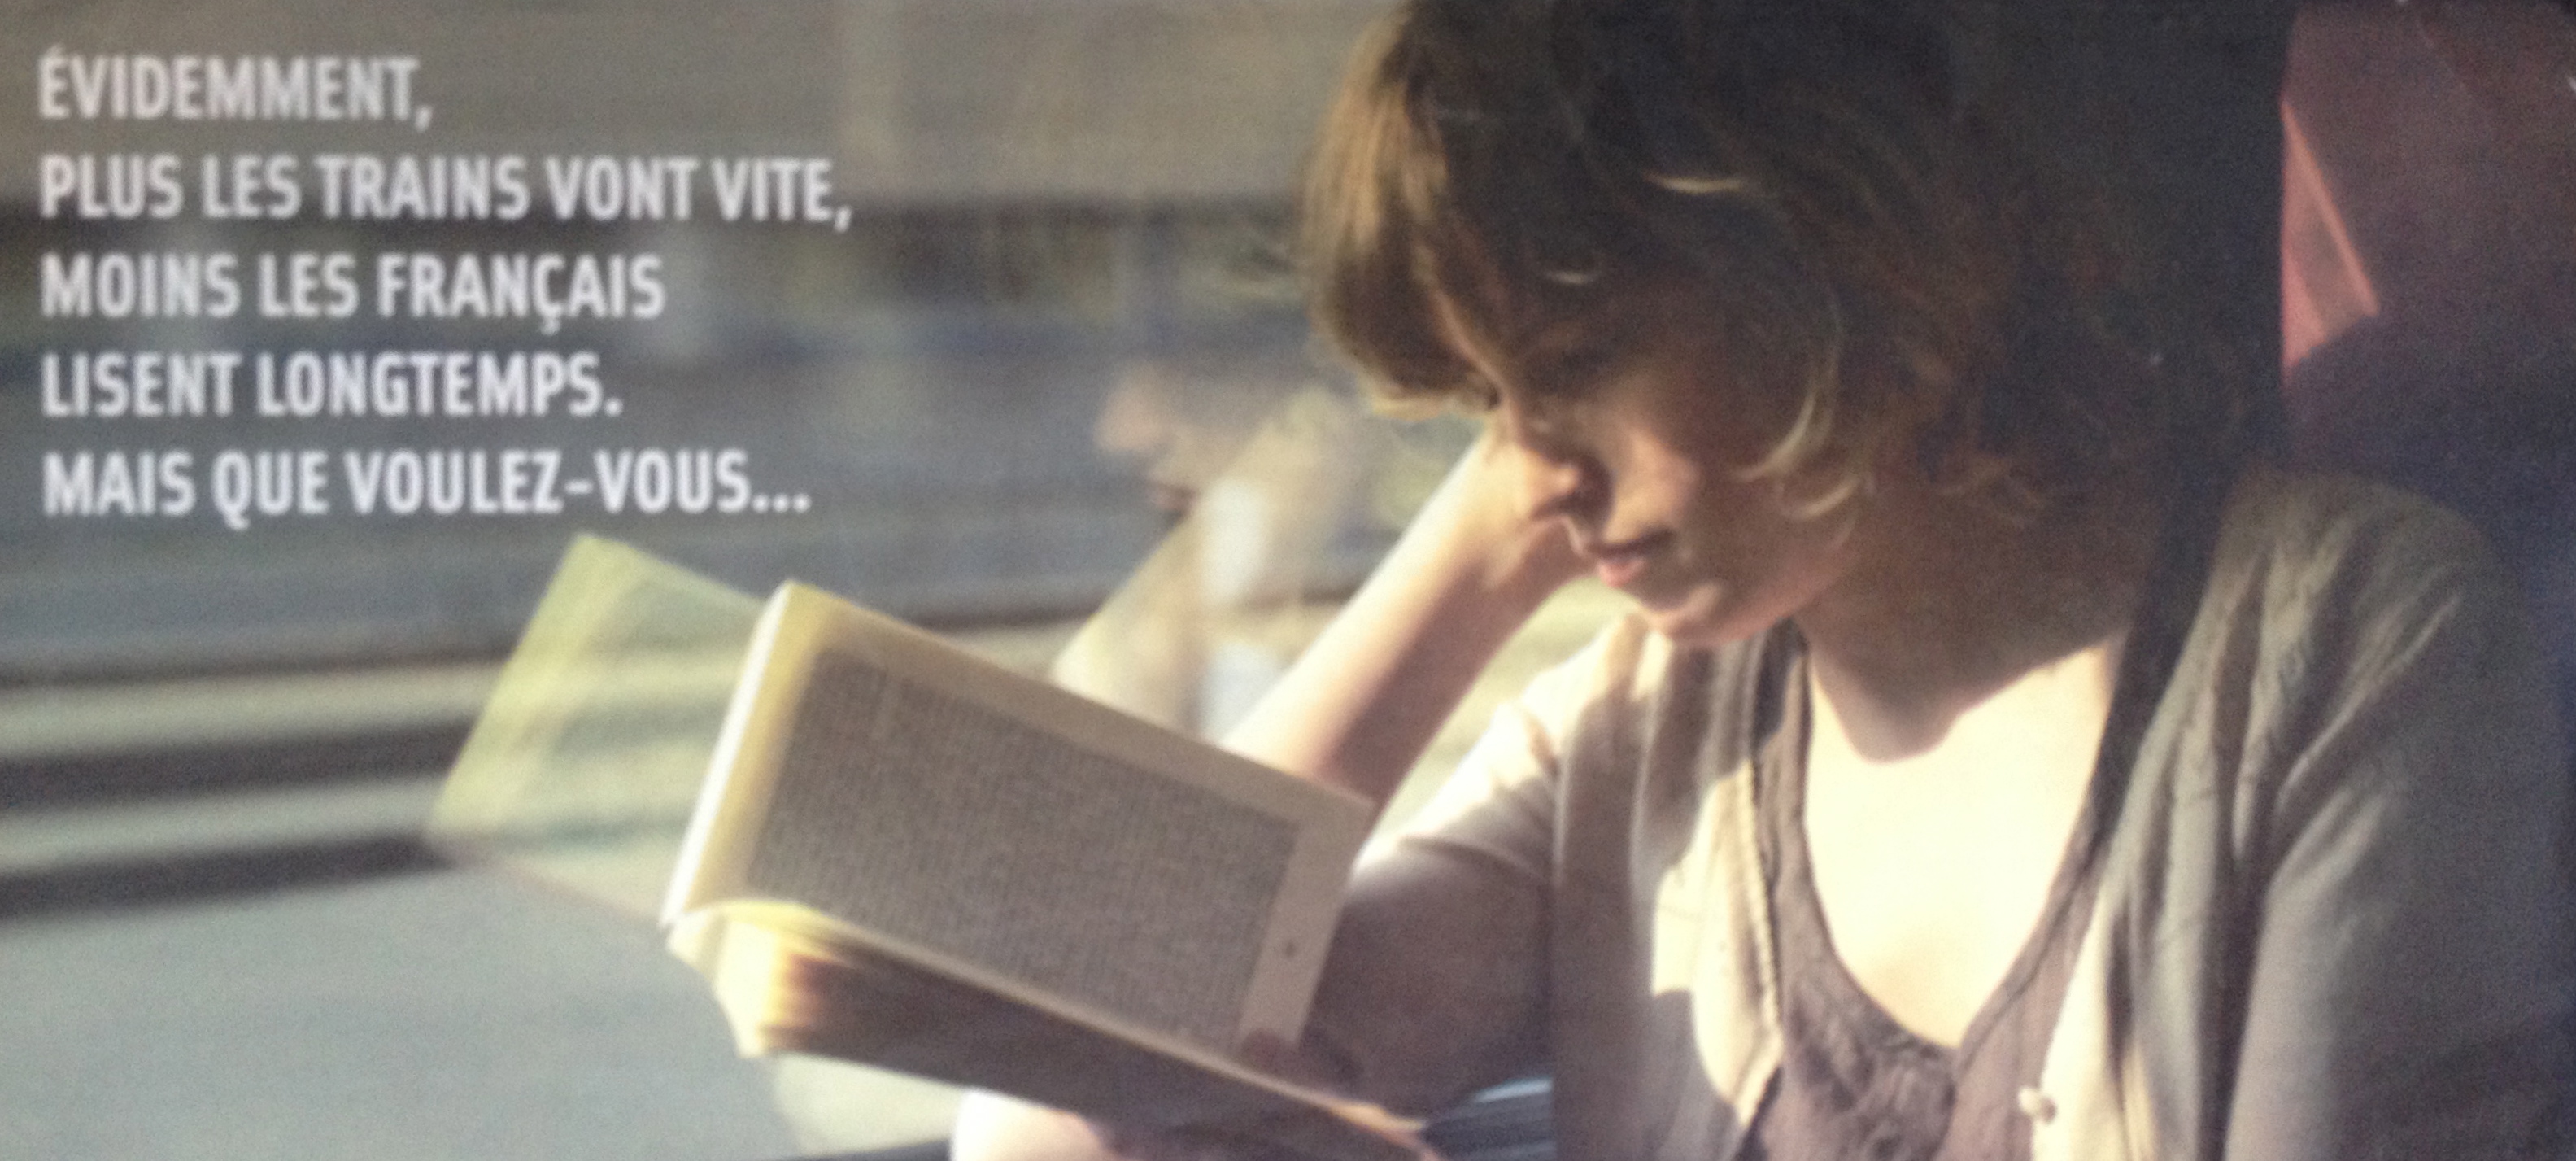 ÉVIDEMMENT,
PLUS LES TRAINS VONT VITE,
MOINS LES FRANÇAIS
LISENT LONGTEMPS.
MAIS QUE VOULEZ-VOUS...